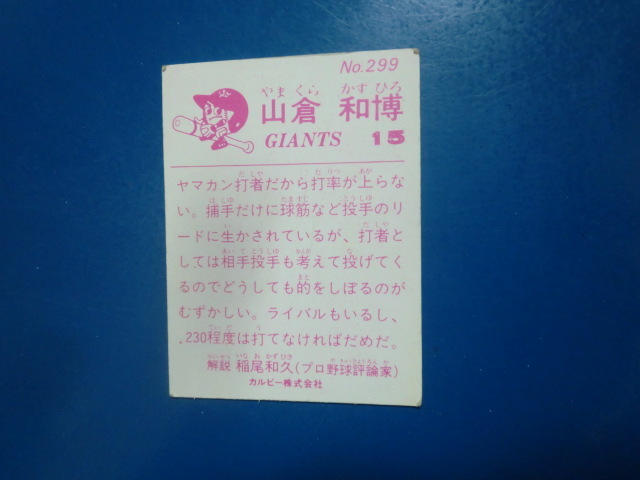 No.299
やま くら かず ひろ
山倉 和博
GIANTS 15
ヤマカン打者だから打率が上らな
い。捕手だけに球筋など投手のリ
ードに生かされているが、打者と
しては相手投手も考えて投げてく
るのでどうしても的をしぼるのが
むずかしい。ライバルもいるし、
.230程度は打てなければだめだ。
解説 稲尾和久(プロ野球評論家)
カルビー株式会社